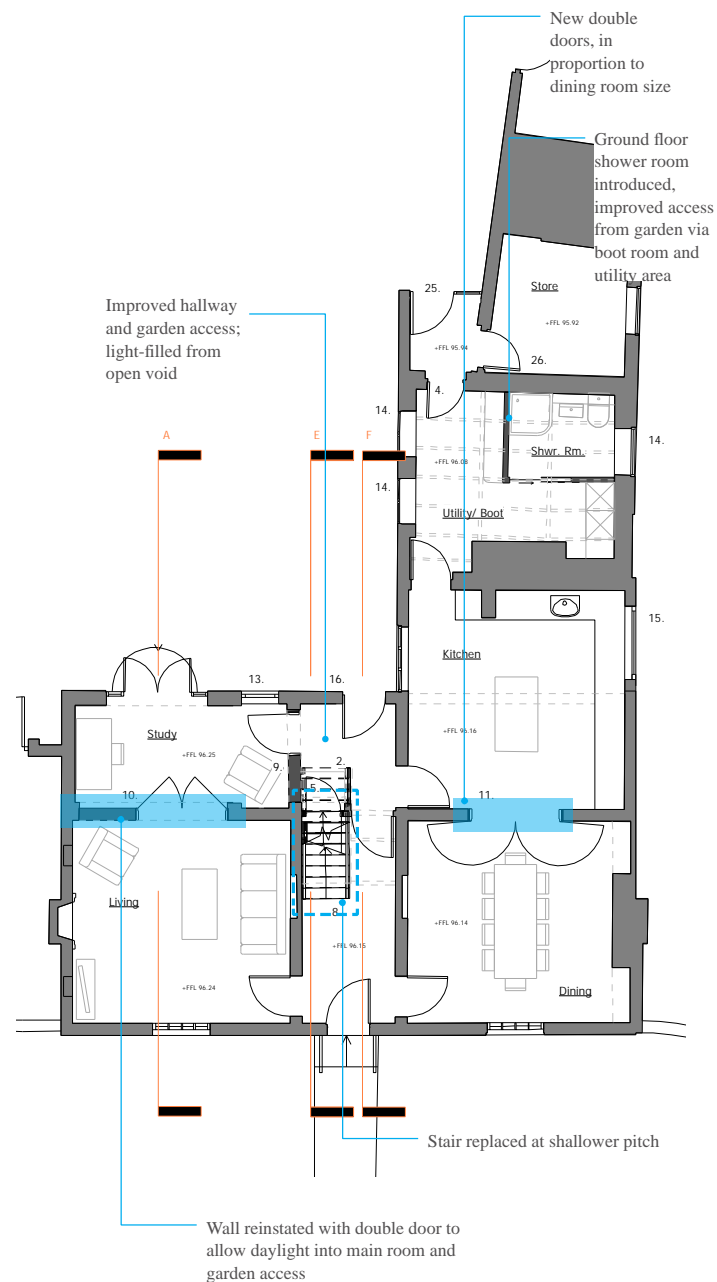 New double
doors, in
proportion to
dining room size
Ground floor
shower room
introduced,
improved access
from garden via
boot room and
utility area
Improved hallway
and garden access;
light-filled from
open void
25.
Store
+FFL 95.92
+FFL 95.94
26.
4.
14.
A
E
F
14.
+FFL 96.08
Shwr. Rm.
14.
Utility/ Boot
15.
Kitchen
13.
16.
Study
+FFL 96.16
+FFL 96.25
2.
9.
5.
10.
11.
Living
8.
+FFL 96.14
+FFL 96.15
+FFL 96.24
Dining
Stair replaced at shallower pitch
Wall reinstated with double door to
allow daylight into main room and
garden access